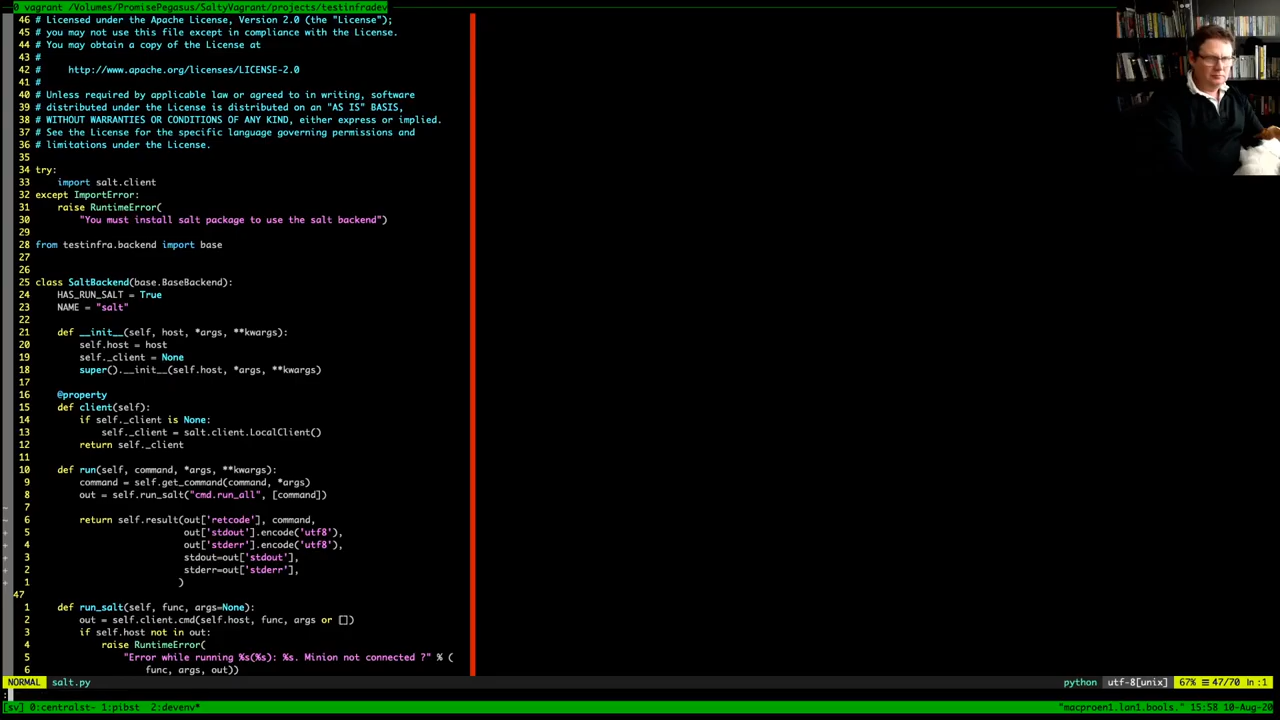 0 vagrant /Volumes/PromisePegasus/SaltyVagrant/projects/testinfradev
46 # Licensed under the Apache License, Version 2.0 (the "License");
45 # you may not use this file except in compliance with the License.
44 # You may obtain a copy of the License at
43 #
42 #     http://www.apache.org/licenses/LICENSE-2.0
41 #
40 # Unless required by applicable law or agreed to in writing, software
39 # distributed under the License is distributed on an "AS IS" BASIS,
38 # WITHOUT WARRANTIES OR CONDITIONS OF ANY KIND, either express or implied.
37 # See the License for the specific language governing permissions and
36 # limitations under the License.
35
34 try:
33     import salt.client
32 except ImportError:
31     raise RuntimeError(
30         "You must install salt package to use the salt backend")
29
28 from testinfra.backend import base
27
26
25 class SaltBackend(base.BaseBackend):
24     HAS_RUN_SALT = True
23     NAME = "salt"
22
21     def __init__(self, host, *args, **kwargs):
20         self.host = host
19         self._client = None
18         super().__init__(self.host, *args, **kwargs)
17
16     @property
15     def client(self):
14         if self._client is None:
13             self._client = salt.client.LocalClient()
12         return self._client
11
10     def run(self, command, *args, **kwargs):
9         command = self.get_command(command, *args)
8         out = self.run_salt("cmd.run_all", [command])
~ 7
~ 6         return self.result(out['retcode'], command,
+ 5                            out['stdout'].encode('utf8'),
+ 4                            out['stderr'].encode('utf8'),
+ 3                            stdout=out['stdout'],
+ 2                            stderr=out['stderr'],
+ 1                            )
47
1     def run_salt(self, func, args=None):
2         out = self.client.cmd(self.host, func, args or [])
3         if self.host not in out:
4             raise RuntimeError(
5                 "Error while running %s(%s): %s. Minion not connected ?" % (
6                     func, args, out))
NORMAL salt.py python utf-8[unix] 67% ☰ 47/70 ln :1
:
[sv] 0:centralst- 1:pibst 2:devenv* "macproen1.lan1.bools." 15:58 10-Aug-20